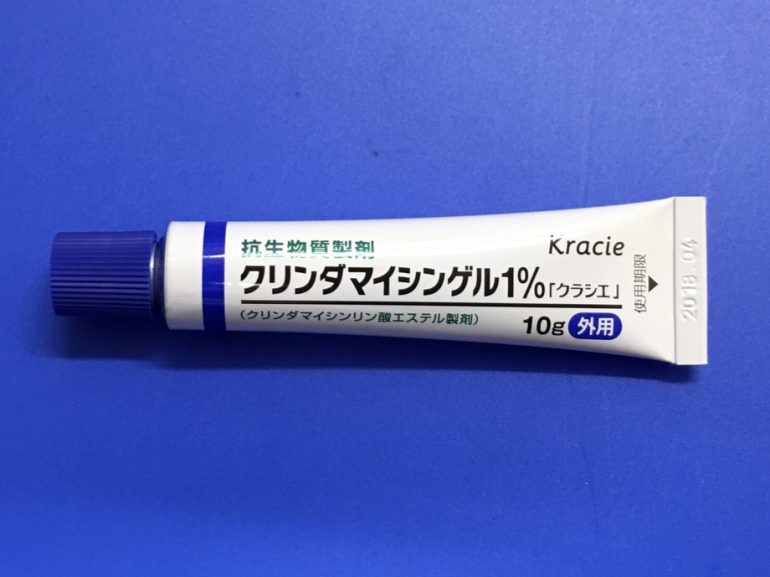 抗生物質製剤
Kracie
クリンダマイシンゲル1%「クラシエ」
(クリンダマイシンリン酸エステル製剤)
10g 外用
使用期限
2018.04